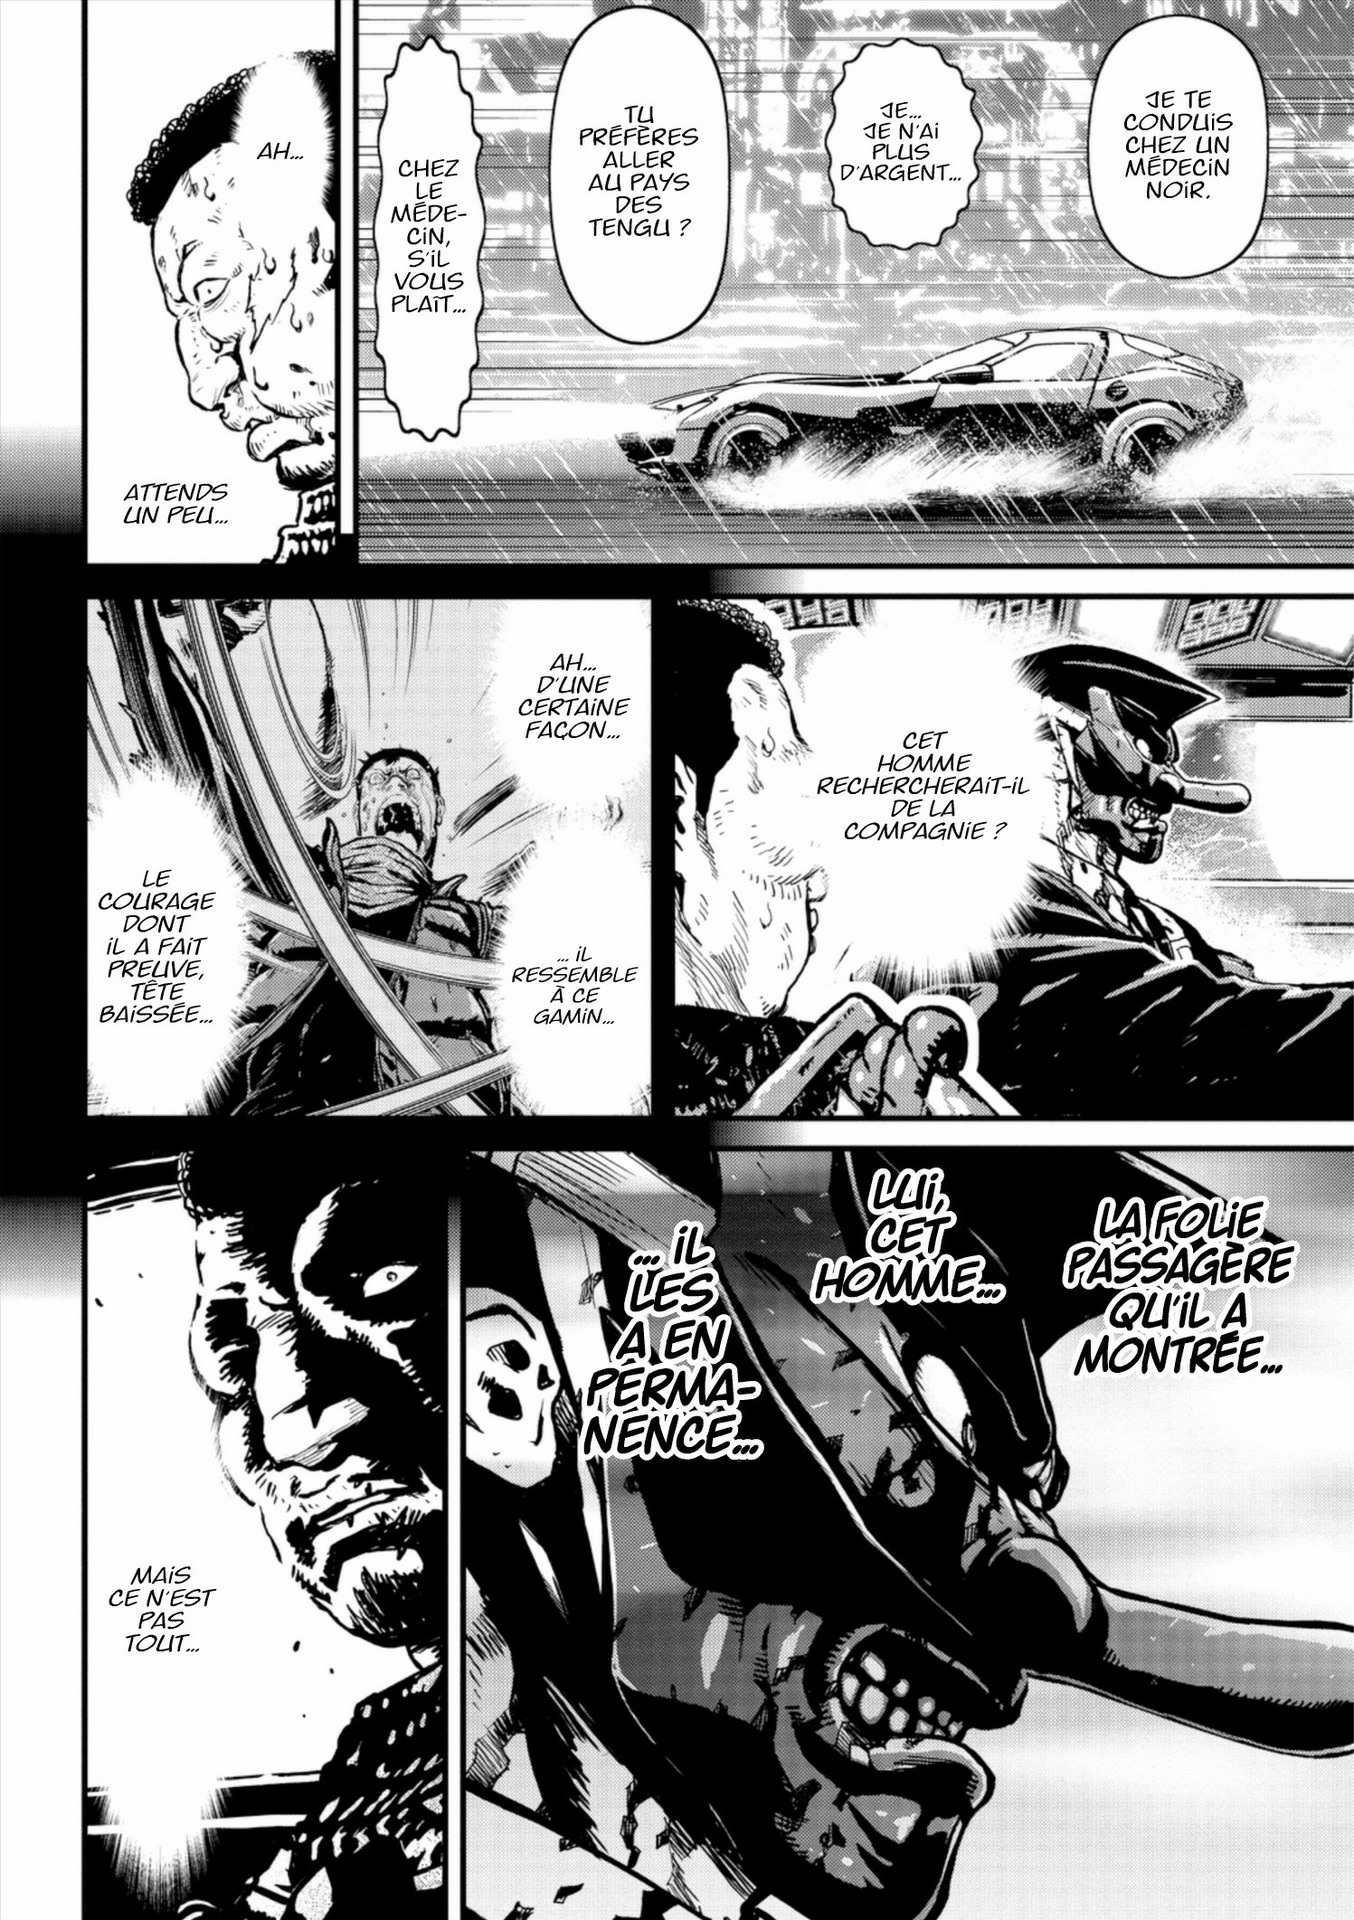 JE TE
CONDUIS
CHEZ UN
MÉDECIN
NOIR.
JE...
JE N'AI
PLUS
D'ARGENT...
TU
PRÉFÈRES
ALLER
AU PAYS
DES
TENGU ?
CHEZ
LE
MÉDE-
CIN,
S'IL
VOUS
PLAÎT...
AH...
ATTENDS
UN PEU...
CET
HOMME
RECHERCHERAIT-IL
DE LA
COMPAGNIE ?
AH...
D'UNE
CERTAINE
FAÇON...
... IL
RESSEMBLE
À CE
GAMIN...
LE
COURAGE
DONT
IL A FAIT
PREUVE,
TÊTE
BAISSÉE...
LA FOLIE
PASSAGÈRE
QU'IL A
MONTRÉE...
LUI,
CET
HOMME...
... IL
LES
A EN
PERMA-
NENCE...
MAIS
CE N'EST
PAS
TOUT...